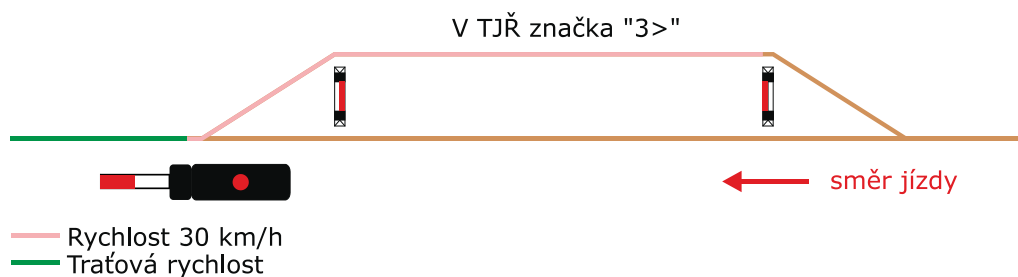 V TJŘ značka "3>"
směr jízdy
Rychlost 30 km/h
Traťová rychlost